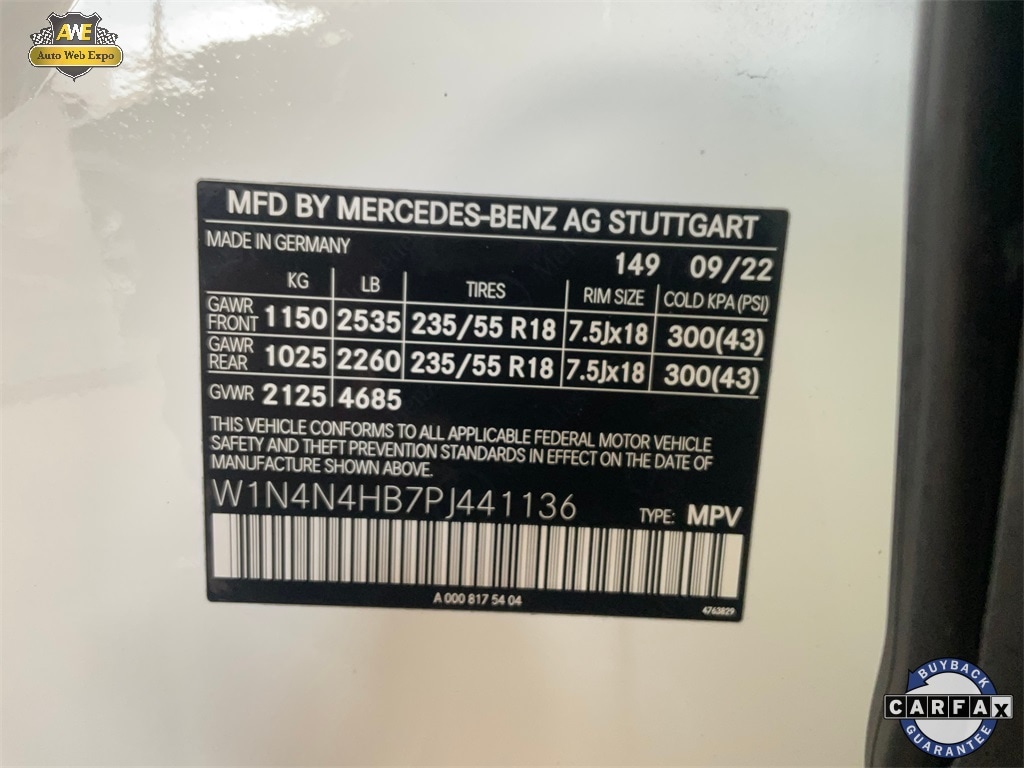 AWE
Auto Web Expo
MFD BY MERCEDES-BENZ AG STUTTGART
MADE IN GERMANY
149 09/22
KG LB TIRES RIM SIZE COLD KPA (PSI)
GAWR FRONT 1150 2535 235/55 R18 7.5Jx18 300(43)
GAWR REAR 1025 2260 235/55 R18 7.5Jx18 300(43)
GVWR 2125 4685
THIS VEHICLE CONFORMS TO ALL APPLICABLE FEDERAL MOTOR VEHICLE
SAFETY AND THEFT PREVENTION STANDARDS IN EFFECT ON THE DATE OF
MANUFACTURE SHOWN ABOVE.
W1N4N4HB7PJ441136 TYPE: MPV
A 000 817 54 04
4763829
BUYBACK
CARFAX
GUARANTEE